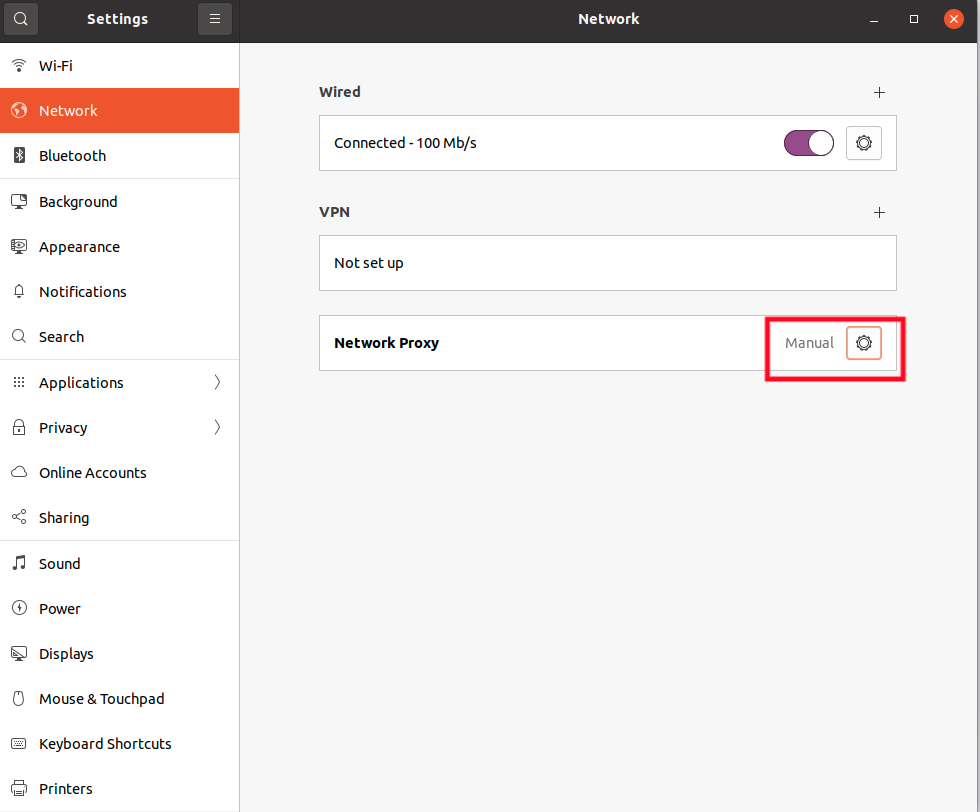 Settings
Network
Wi-Fi
Network
Bluetooth
Background
Appearance
Notifications
Search
Applications
Privacy
Online Accounts
Sharing
Sound
Power
Displays
Mouse & Touchpad
Keyboard Shortcuts
Printers
Wired
Connected - 100 Mb/s
VPN
Not set up
Network Proxy
Manual